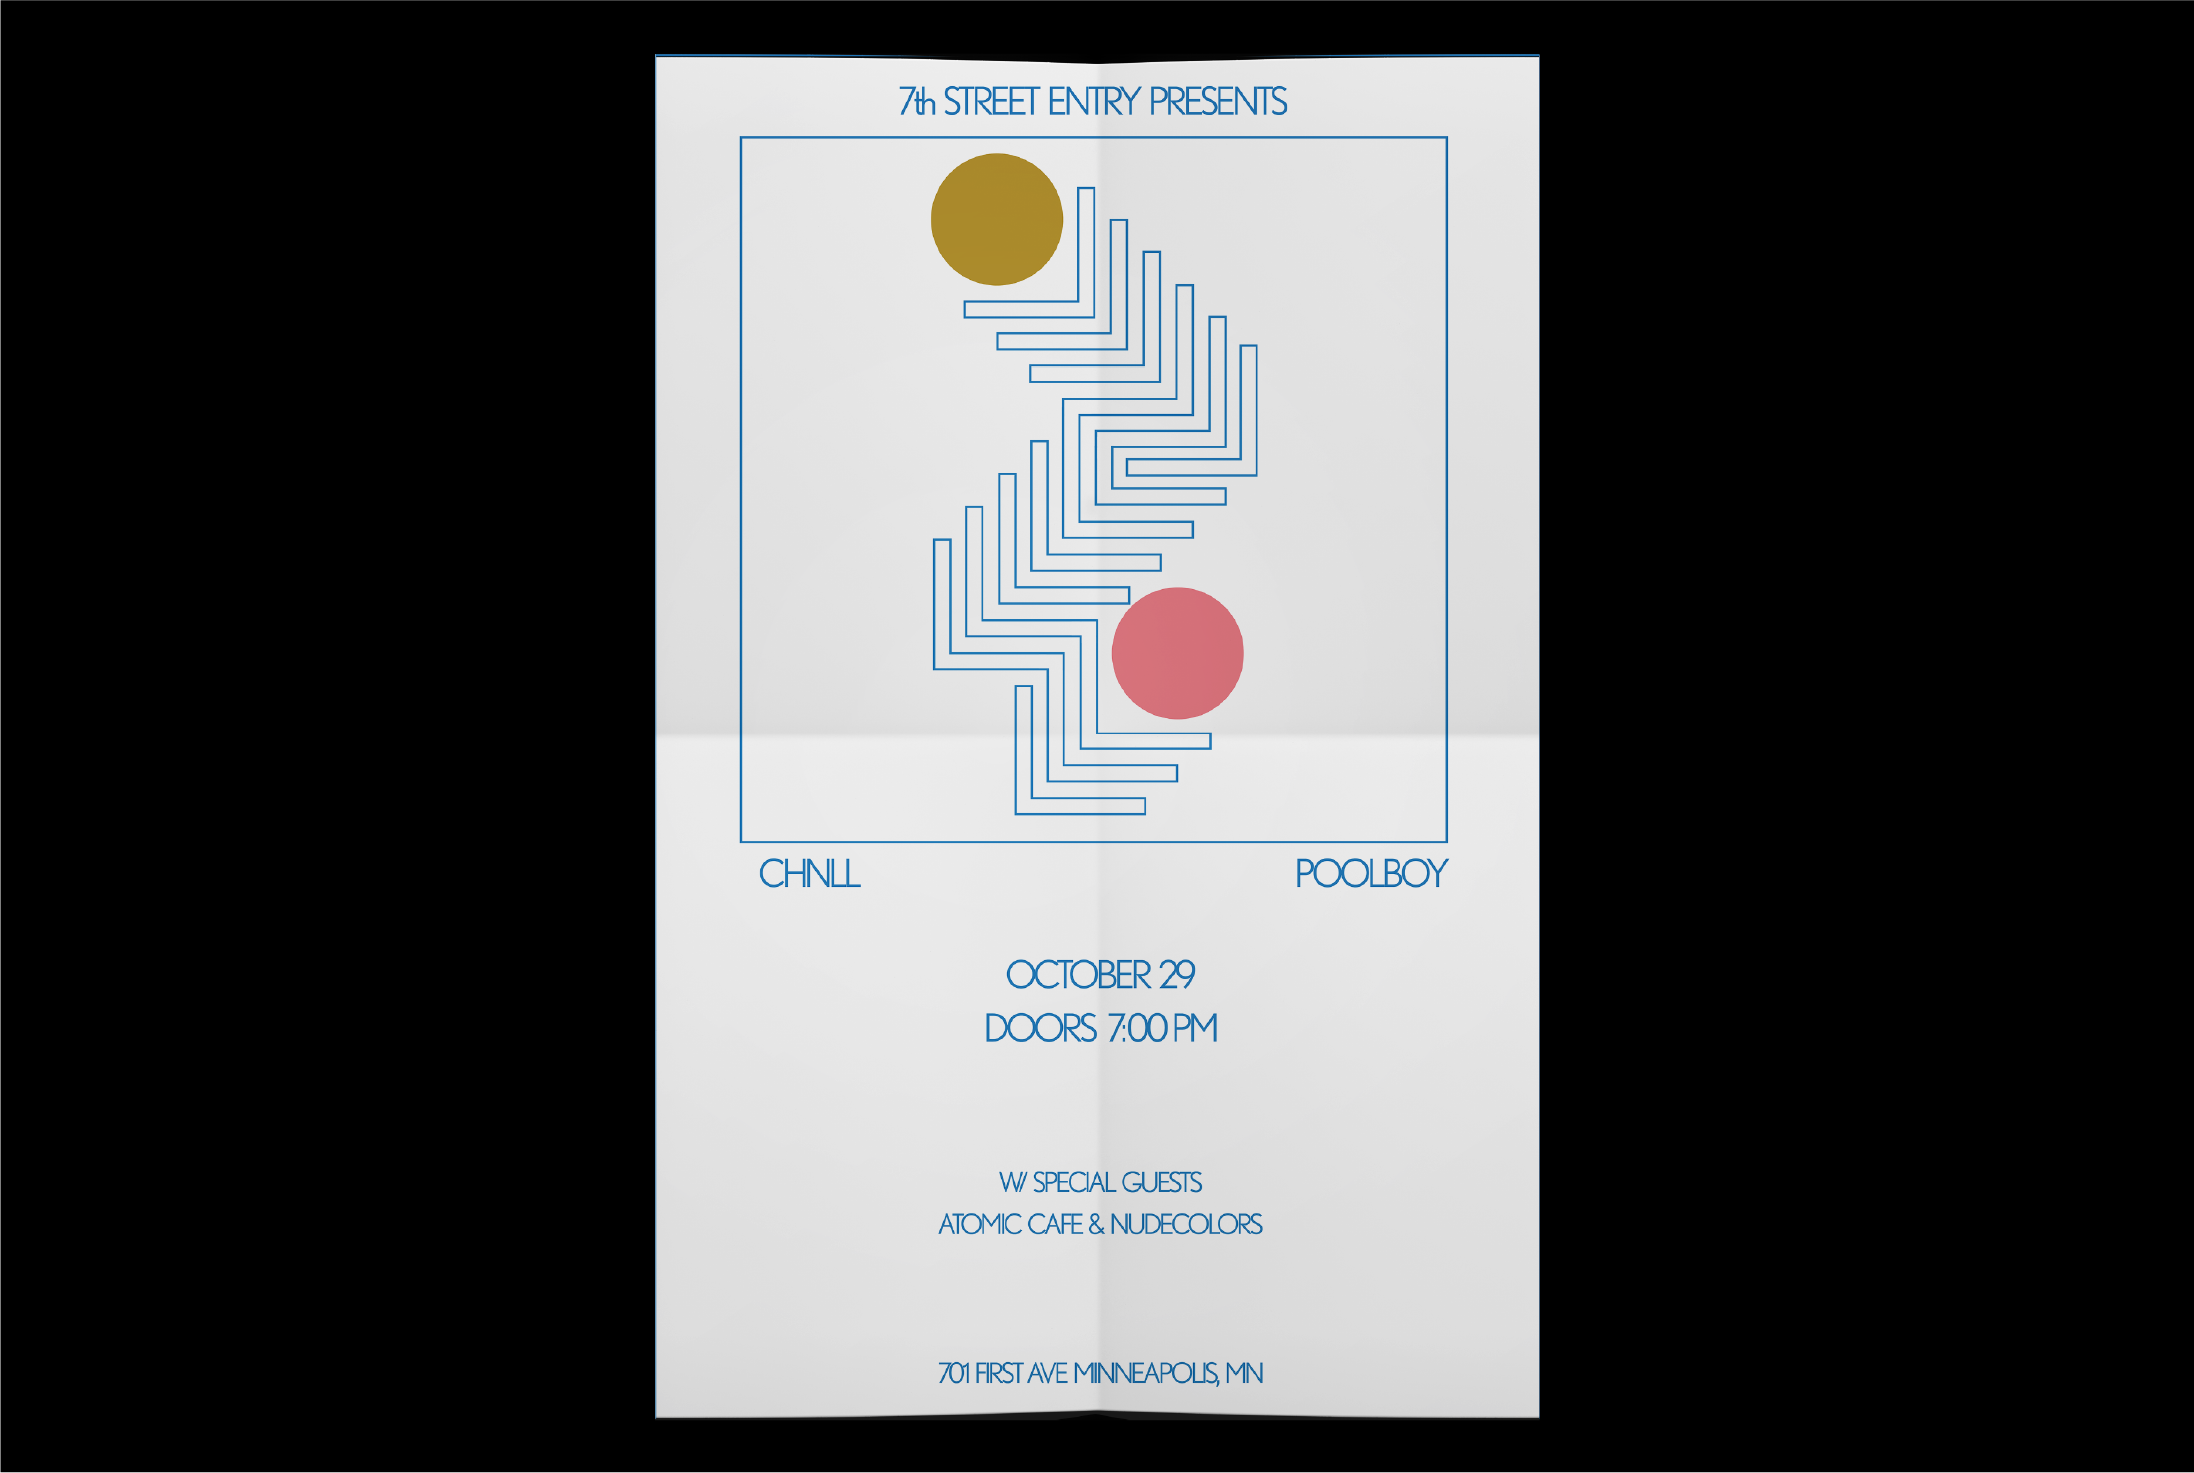 7th STREET ENTRY PRESENTS
CHNLL
POOLBOY
OCTOBER 29
DOORS 7:00 PM
W/ SPECIAL GUESTS
ATOMIC CAFE & NUDECOLORS
701 FIRST AVE MINNEAPOLIS, MN